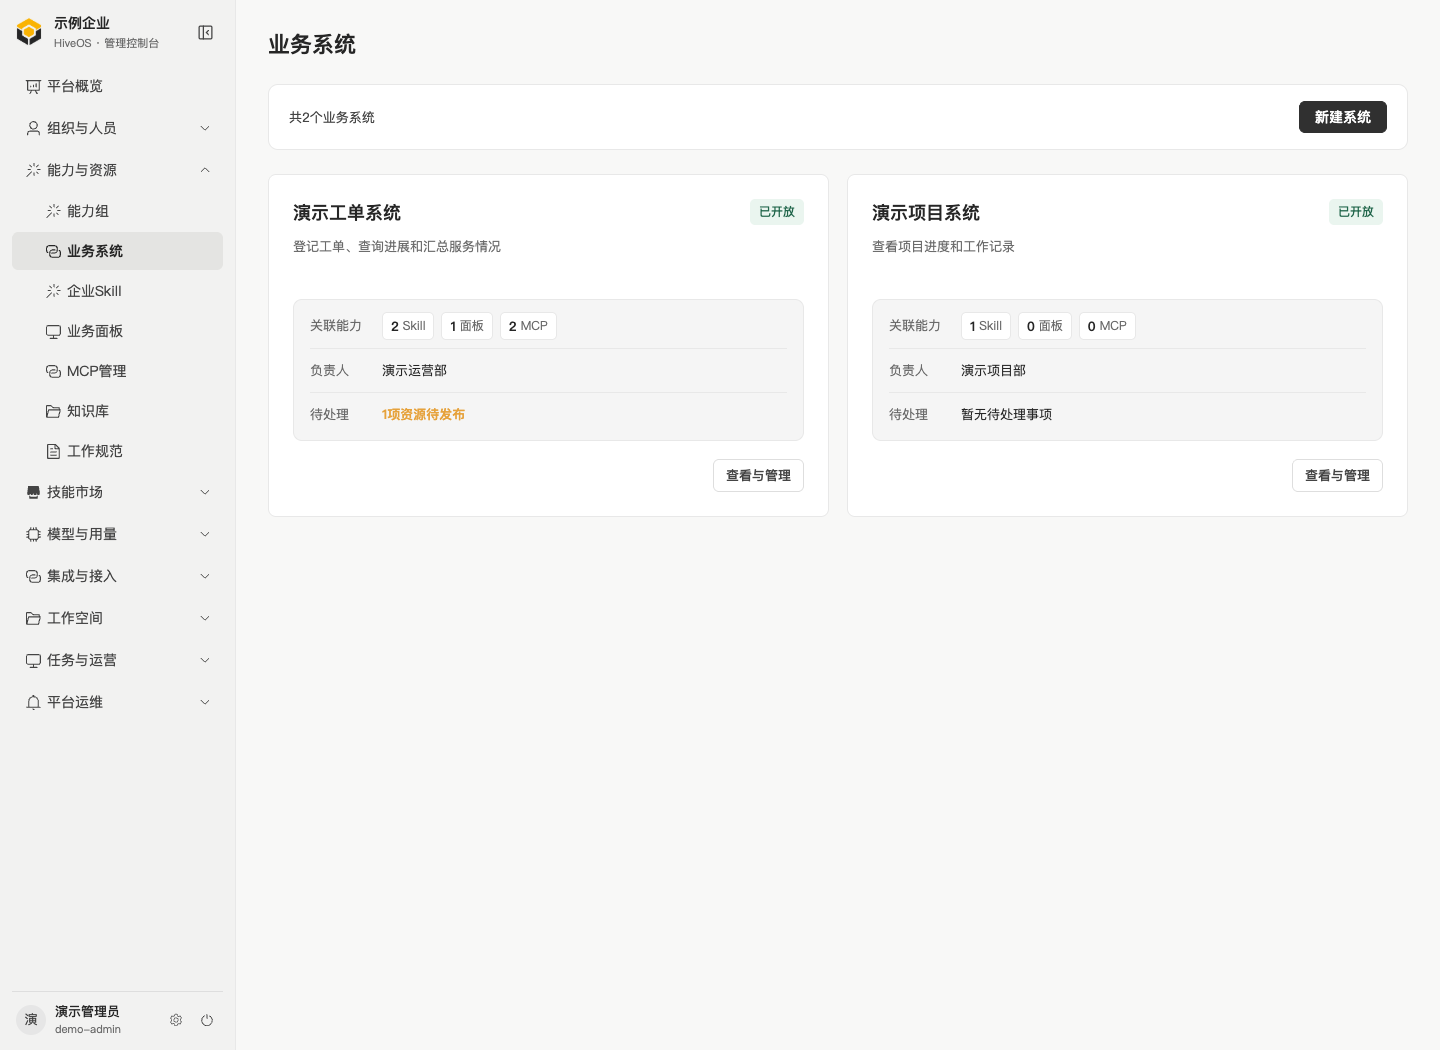 示例企业
HiveOS · 管理控制台
平台概览
组织与人员
能力与资源
能力组
业务系统
企业Skill
业务面板
MCP管理
知识库
工作规范
技能市场
模型与用量
集成与接入
工作空间
任务与运营
平台运维
演
演示管理员
demo-admin
业务系统
共2个业务系统
新建系统
演示工单系统
已开放
登记工单、查询进展和汇总服务情况
关联能力 2 Skill 1 面板 2 MCP
负责人 演示运营部
待处理 1项资源待发布
查看与管理
演示项目系统
已开放
查看项目进度和工作记录
关联能力 1 Skill 0 面板 0 MCP
负责人 演示项目部
待处理 暂无待处理事项
查看与管理